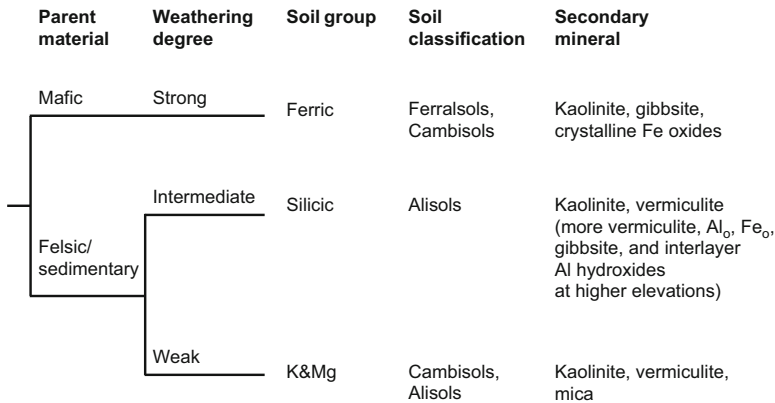 Parent material
Weathering degree
Soil group
Soil classification
Secondary mineral
Mafic
Strong
Ferric
Ferralsols,
Cambisols
Kaolinite, gibbsite,
crystalline Fe oxides
Felsic/
sedimentary
Intermediate
Silicic
Alisols
Kaolinite, vermiculite
(more vermiculite, Alo, Feo,
gibbsite, and interlayer
Al hydroxides
at higher elevations)
Weak
K&Mg
Cambisols,
Alisols
Kaolinite, vermiculite,
mica